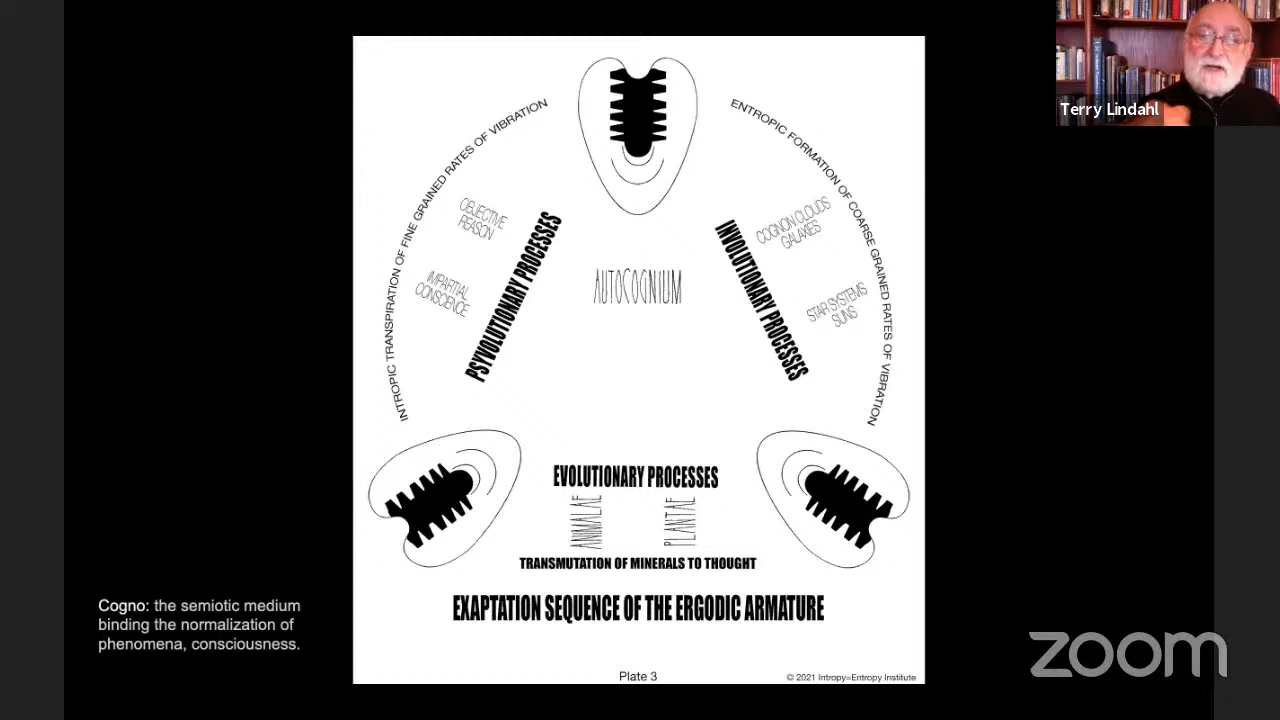 Terry Lindahl
INTROPIC TRANSPIRATION OF FINE GRAINED RATES OF VIBRATION
ENTROPIC FORMATION OF COARSE GRAINED RATES OF VIBRATION
OBJECTIVE
REASON
IMPARTIAL
CONSCIENCE
PSYVOLUTIONARY PROCESSES
AUTOCOGNIUM
INVOLUTIONARY PROCESSES
COGNON CLOUDS
GALAXIES
STAR SYSTEMS
SUNS
EVOLUTIONARY PROCESSES
ANIMALAE
PLANTAE
TRANSMUTATION OF MINERALS TO THOUGHT
EXAPTATION SEQUENCE OF THE ERGODIC ARMATURE
Cogno: the semiotic medium
binding the normalization of
phenomena, consciousness.
Plate 3
© 2021 Intropy=Entropy Institute
zoom